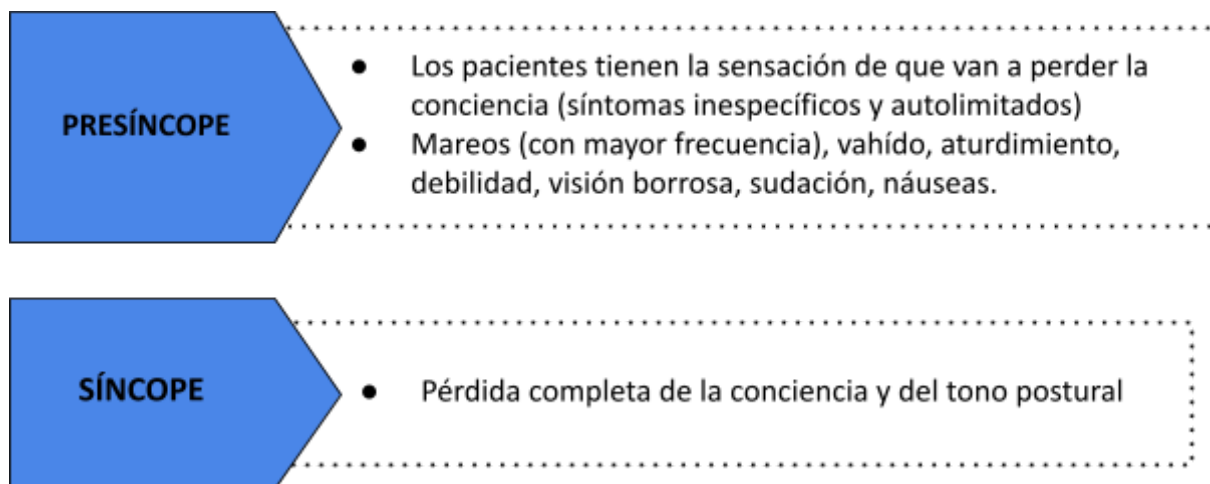 PRESÍNCOPE
● Los pacientes tienen la sensación de que van a perder la
conciencia (síntomas inespecíficos y autolimitados)
● Mareos (con mayor frecuencia), vahído, aturdimiento,
debilidad, visión borrosa, sudación, náuseas.
SÍNCOPE
● Pérdida completa de la conciencia y del tono postural